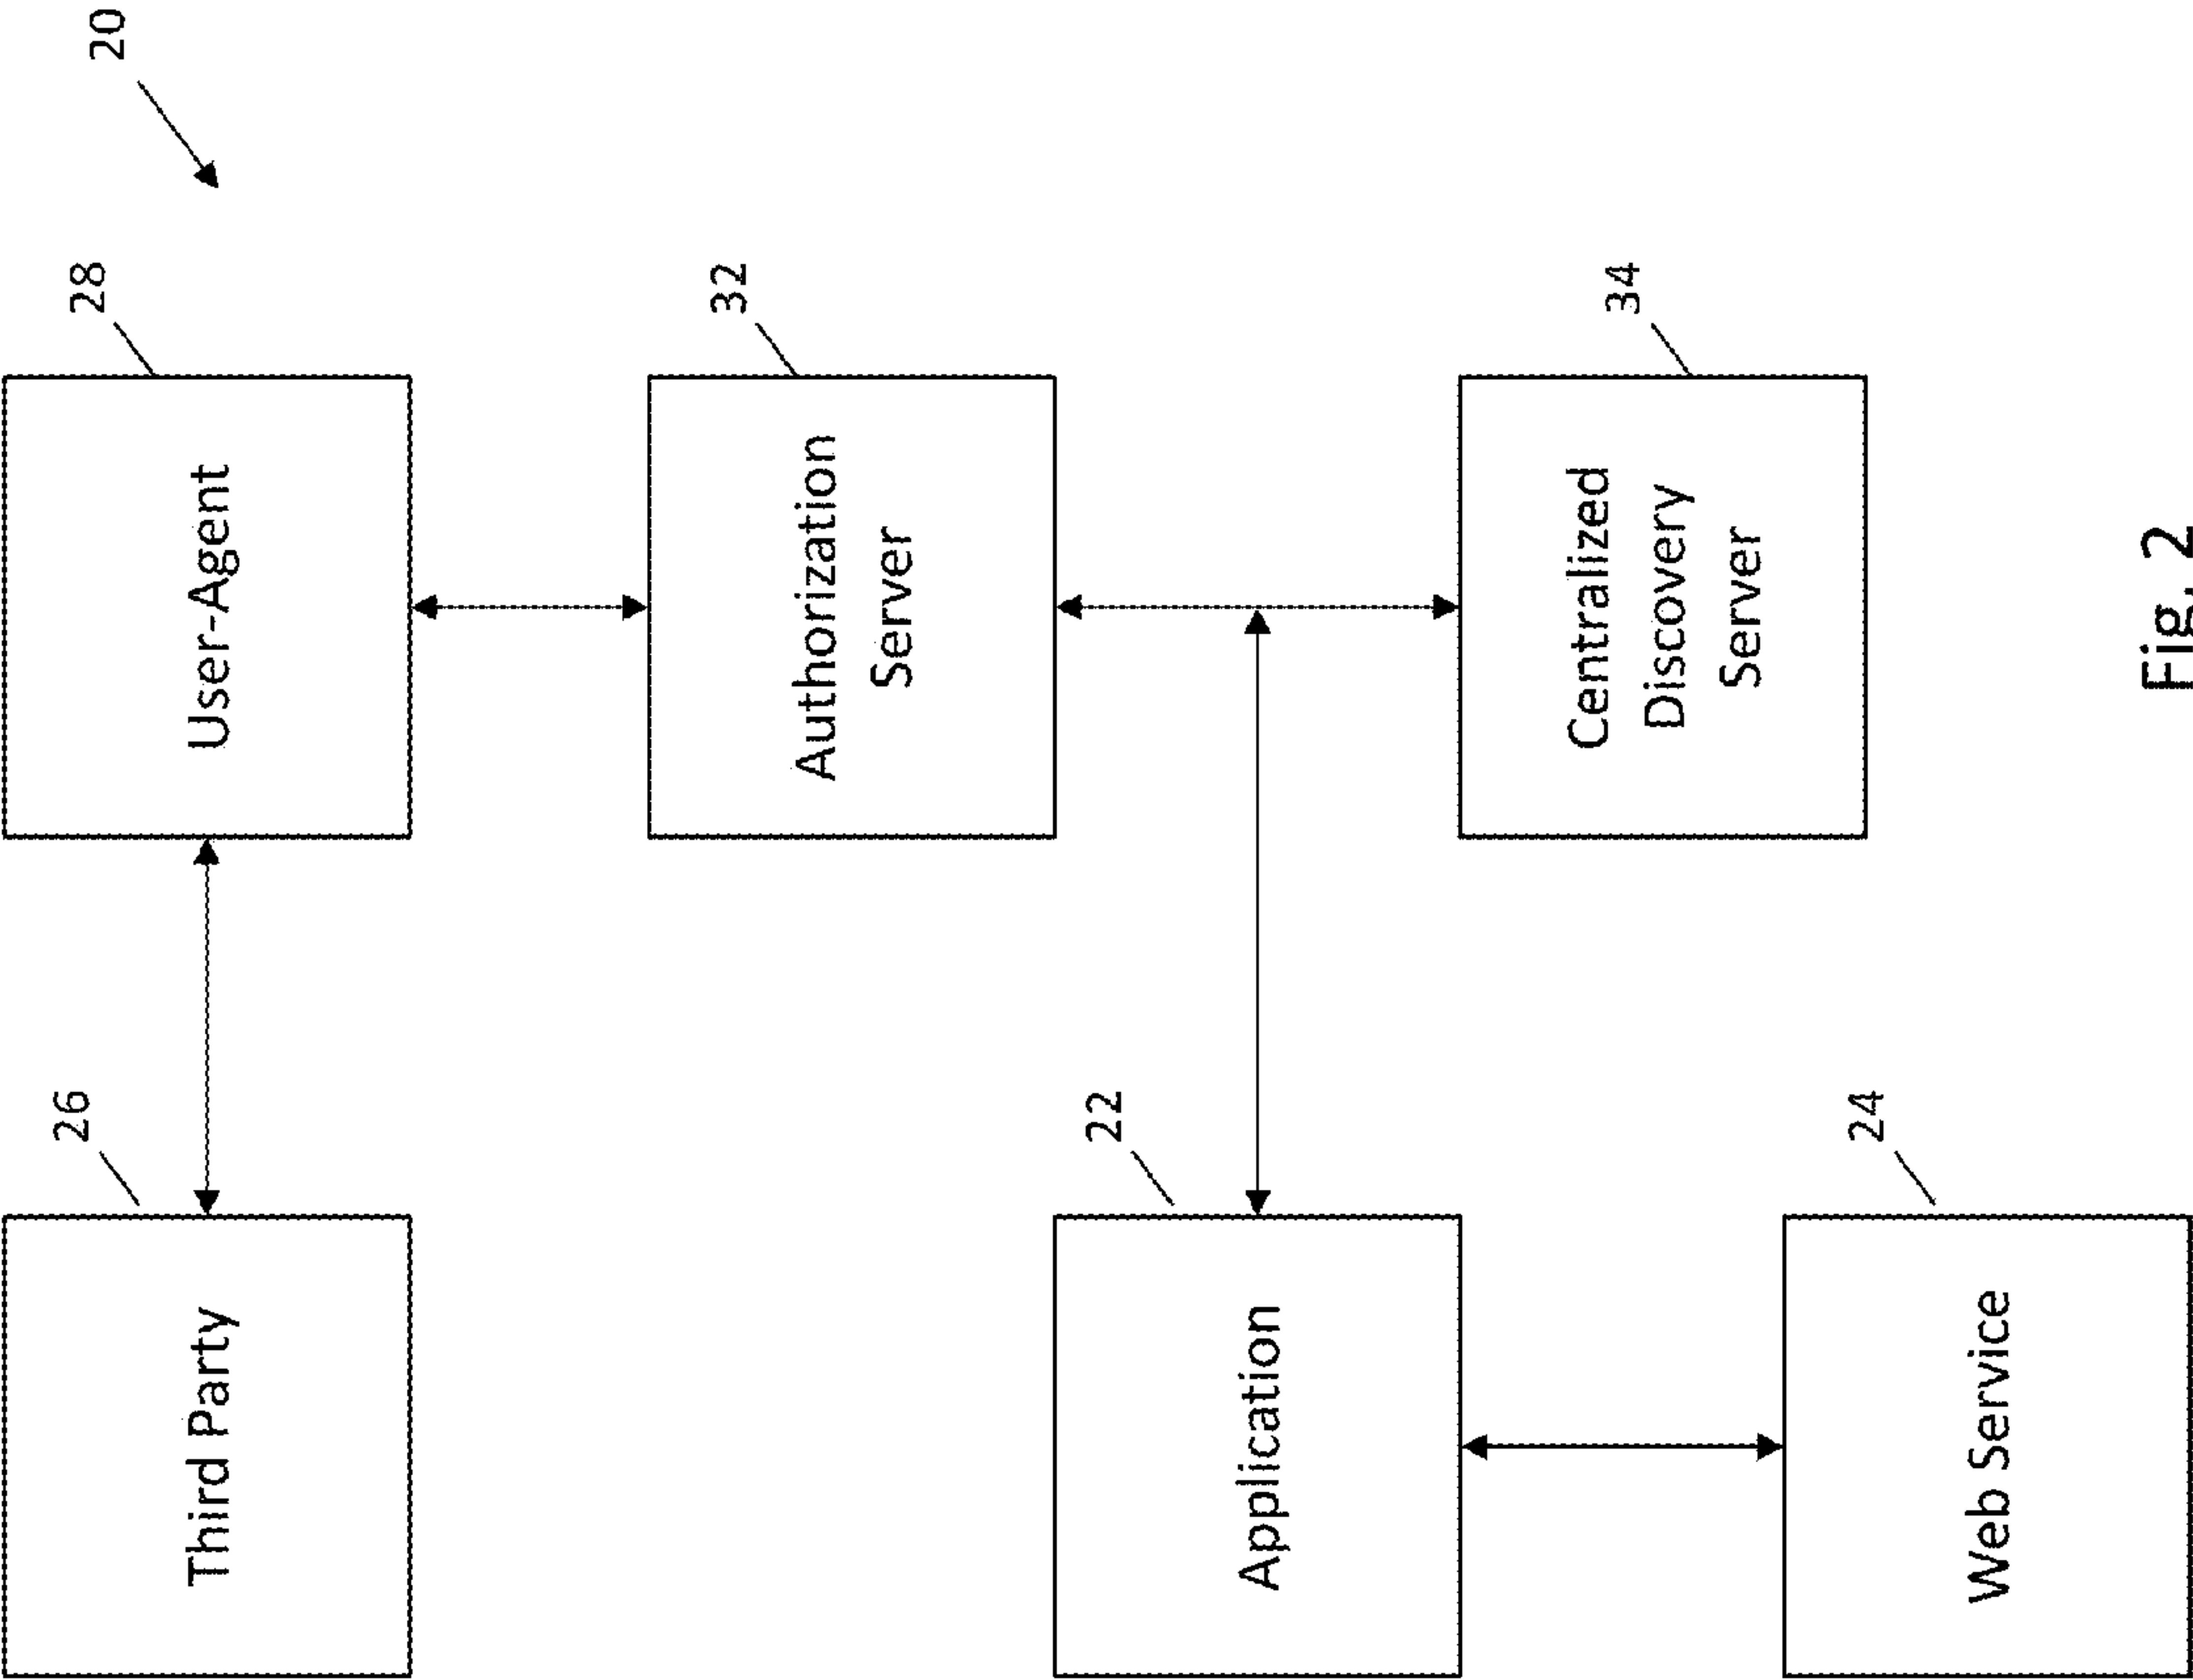 26
28
20
Third Party
User-Agent
32
Authorization
Server
22
Application
34
Centralized
Discovery
Server
24
Web Service
Fig. 2